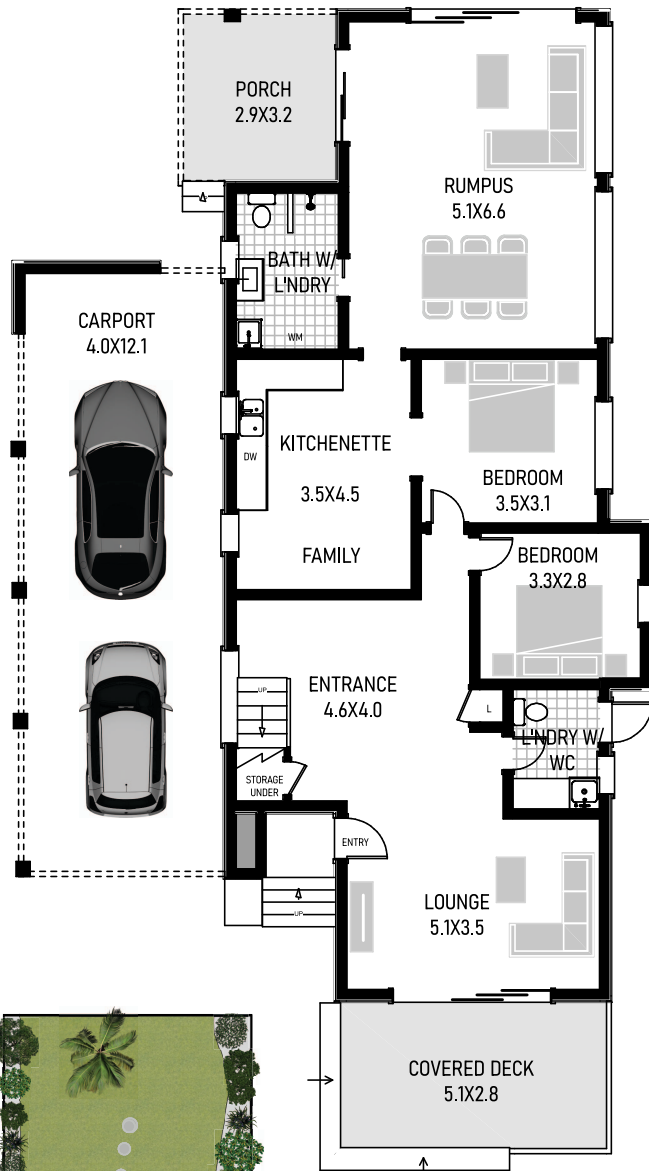 PORCH
2.9X3.2
RUMPUS
5.1X6.6
BATH W/
L'NDRY
WM
CARPORT
4.0X12.1
KITCHENETTE
DW
3.5X4.5
FAMILY
BEDROOM
3.5X3.1
BEDROOM
3.3X2.8
ENTRANCE
4.6X4.0
UP
L
L'NDRY W/
WC
STORAGE
UNDER
ENTRY
UP
LOUNGE
5.1X3.5
COVERED DECK
5.1X2.8